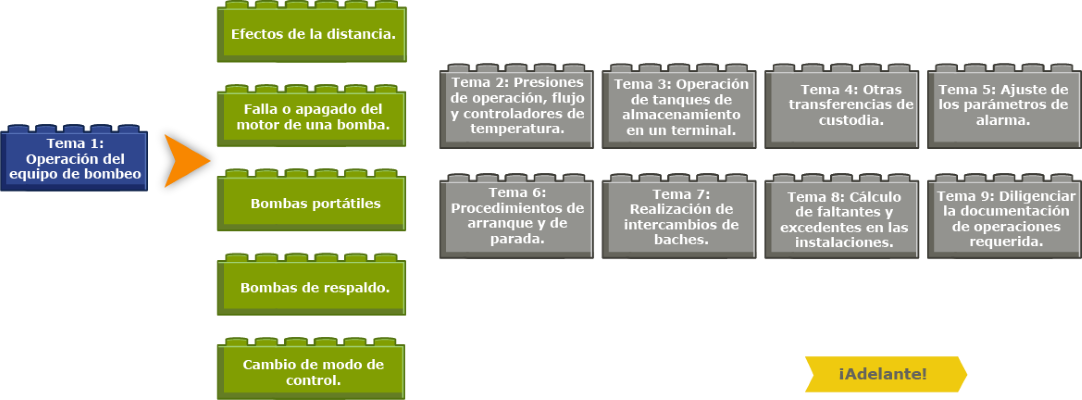 Tema 1:
Operación del
equipo de bombeo
Efectos de la distancia.
Falla o apagado del
motor de una bomba.
Bombas portátiles
Bombas de respaldo.
Cambio de modo de
control.
Tema 2: Presiones
de operación, flujo
y controladores de
temperatura.
Tema 3: Operación
de tanques de
almacenamiento
en un terminal.
Tema 4: Otras
transferencias de
custodia.
Tema 5: Ajuste de
los parámetros de
alarma.
Tema 6:
Procedimientos de
arranque y de
parada.
Tema 7:
Realización de
intercambios de
baches.
Tema 8: Cálculo
de faltantes y
excedentes en las
instalaciones.
Tema 9: Diligenciar
la documentación
de operaciones
requerida.
¡Adelante!